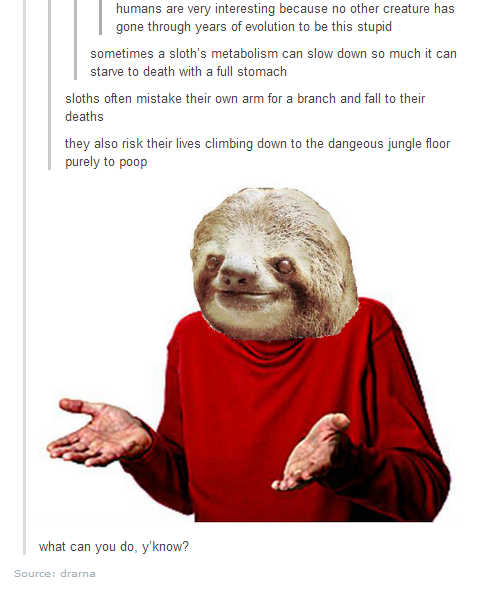 humans are very interesting because no other creature has
gone through years of evolution to be this stupid
sometimes a sloth's metabolism can slow down so much it can
starve to death with a full stomach
sloths often mistake their own arm for a branch and fall to their
deaths
they also risk their lives climbing down to the dangeous jungle floor
purely to poop
what can you do, y'know?
Source: drarna